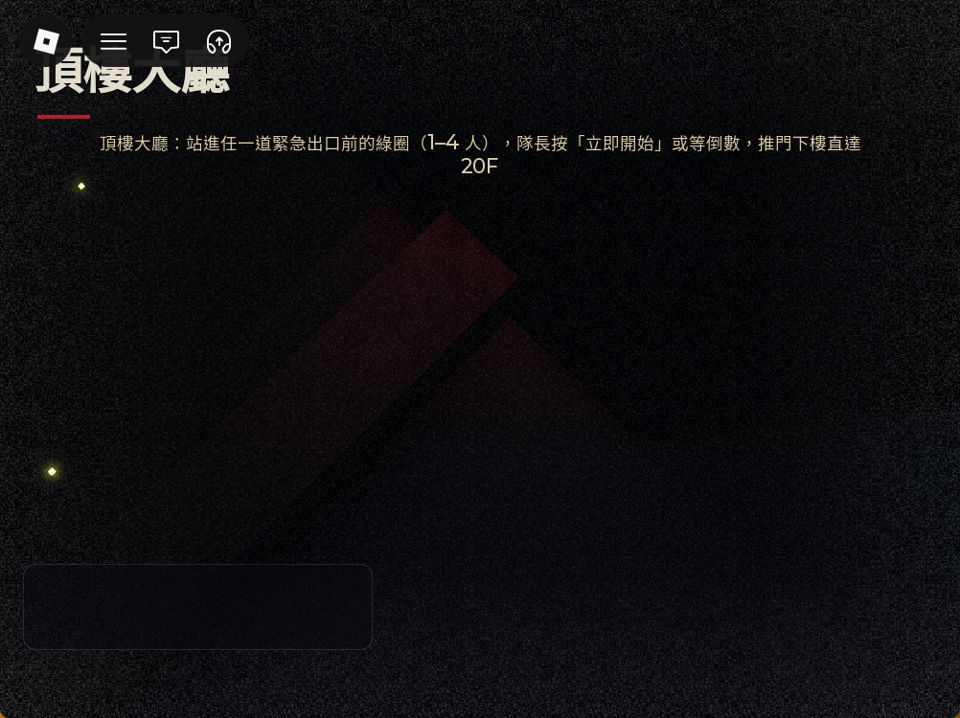 頂樓大廳
頂樓大廳：站進任一道緊急出口前的綠圈（1–4 人），隊長按「立即開始」或等倒數，推門下樓直達
20F